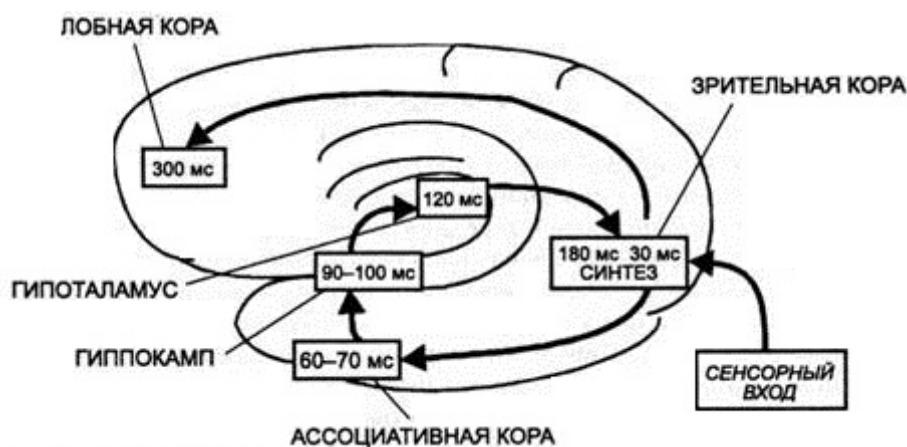 ЛОБНАЯ КОРА
ЗРИТЕЛЬНАЯ КОРА
300 мс
120 мс
180 мс 30 мс
СИНТЕЗ
90–100 мс
ГИПОТАЛАМУС
ГИППОКАМП
60–70 мс
СЕНСОРНЫЙ
ВХОД
АССОЦИАТИВНАЯ КОРА